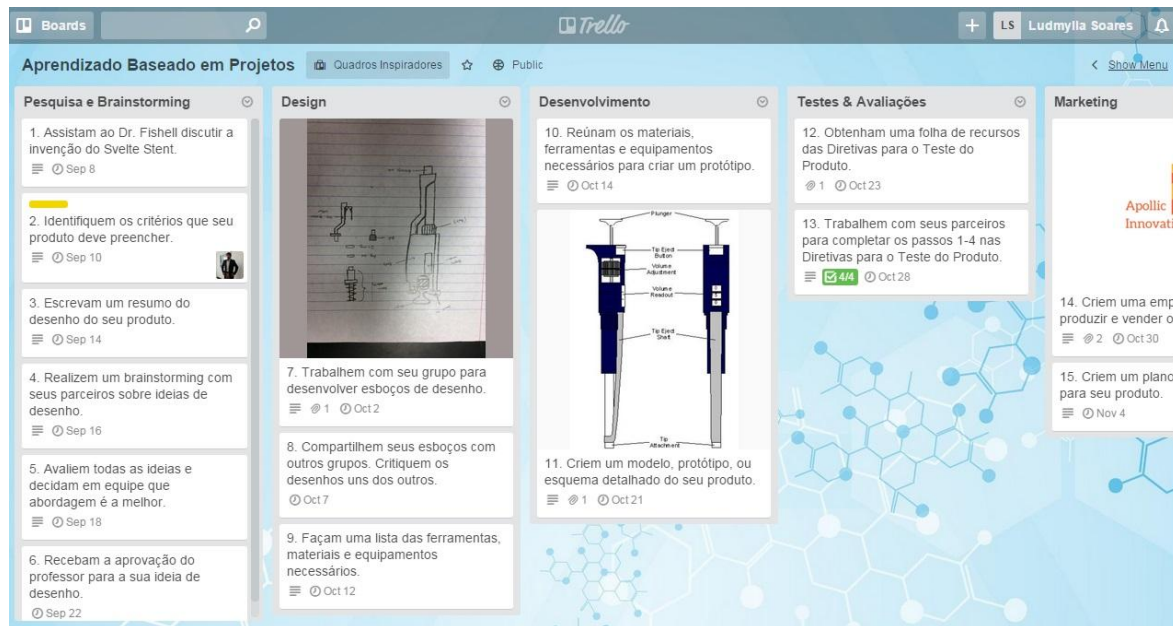 Boards
Trello
LS Ludmylla Soares
Aprendizado Baseado em Projetos
Quadros Inspiradores
Public
Show Menu
Pesquisa e Brainstorming
1. Assistam ao Dr. Fishell discutir a
invenção do Svelte Stent.
Sep 8
2. Identifiquem os critérios que seu
produto deve preencher.
Sep 10
3. Escrevam um resumo do
desenho do seu produto.
Sep 14
4. Realizem um brainstorming com
seus parceiros sobre ideias de
desenho.
Sep 16
5. Avaliem todas as ideias e
decidam em equipe que
abordagem é a melhor.
Sep 18
6. Recebam a aprovação do
professor para a sua ideia de
desenho.
Sep 22
Design
7. Trabalhem com seu grupo para
desenvolver esboços de desenho.
1 Oct 2
8. Compartilhem seus esboços com
outros grupos. Critiquem os
desenhos uns dos outros.
Oct 7
9. Façam uma lista das ferramentas,
materiais e equipamentos
necessários.
Oct 12
Desenvolvimento
10. Reúnam os materiais,
ferramentas e equipamentos
necessários para criar um protótipo.
Oct 14
Plunger
Tip Eject
Button
Volume
Adjustment
Volume
Readout
Tip Eject
Shaft
Tip
Attachment
11. Criem um modelo, protótipo, ou
esquema detalhado do seu produto.
1 Oct 21
Testes & Avaliações
12. Obtenham uma folha de recursos
das Diretivas para o Teste do
Produto.
1 Oct 23
13. Trabalhem com seus parceiros
para completar os passos 1-4 nas
Diretivas para o Teste do Produto.
4/4 Oct 28
Marketing
Apollic
Innovati
14. Criem uma emp
produzir e vender o
2 Oct 30
15. Criem um plano
para seu produto.
Nov 4